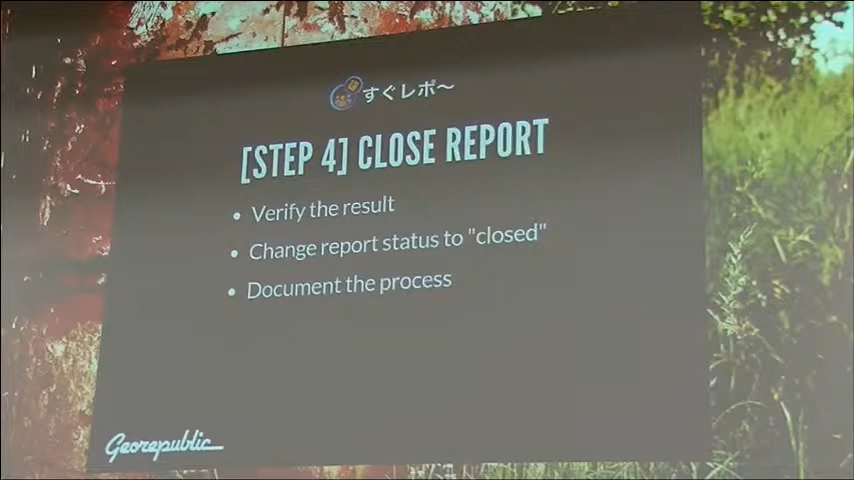 すぐレポ〜
[STEP 4] CLOSE REPORT
• Verify the result
• Change report status to "closed"
• Document the process
Georepublic